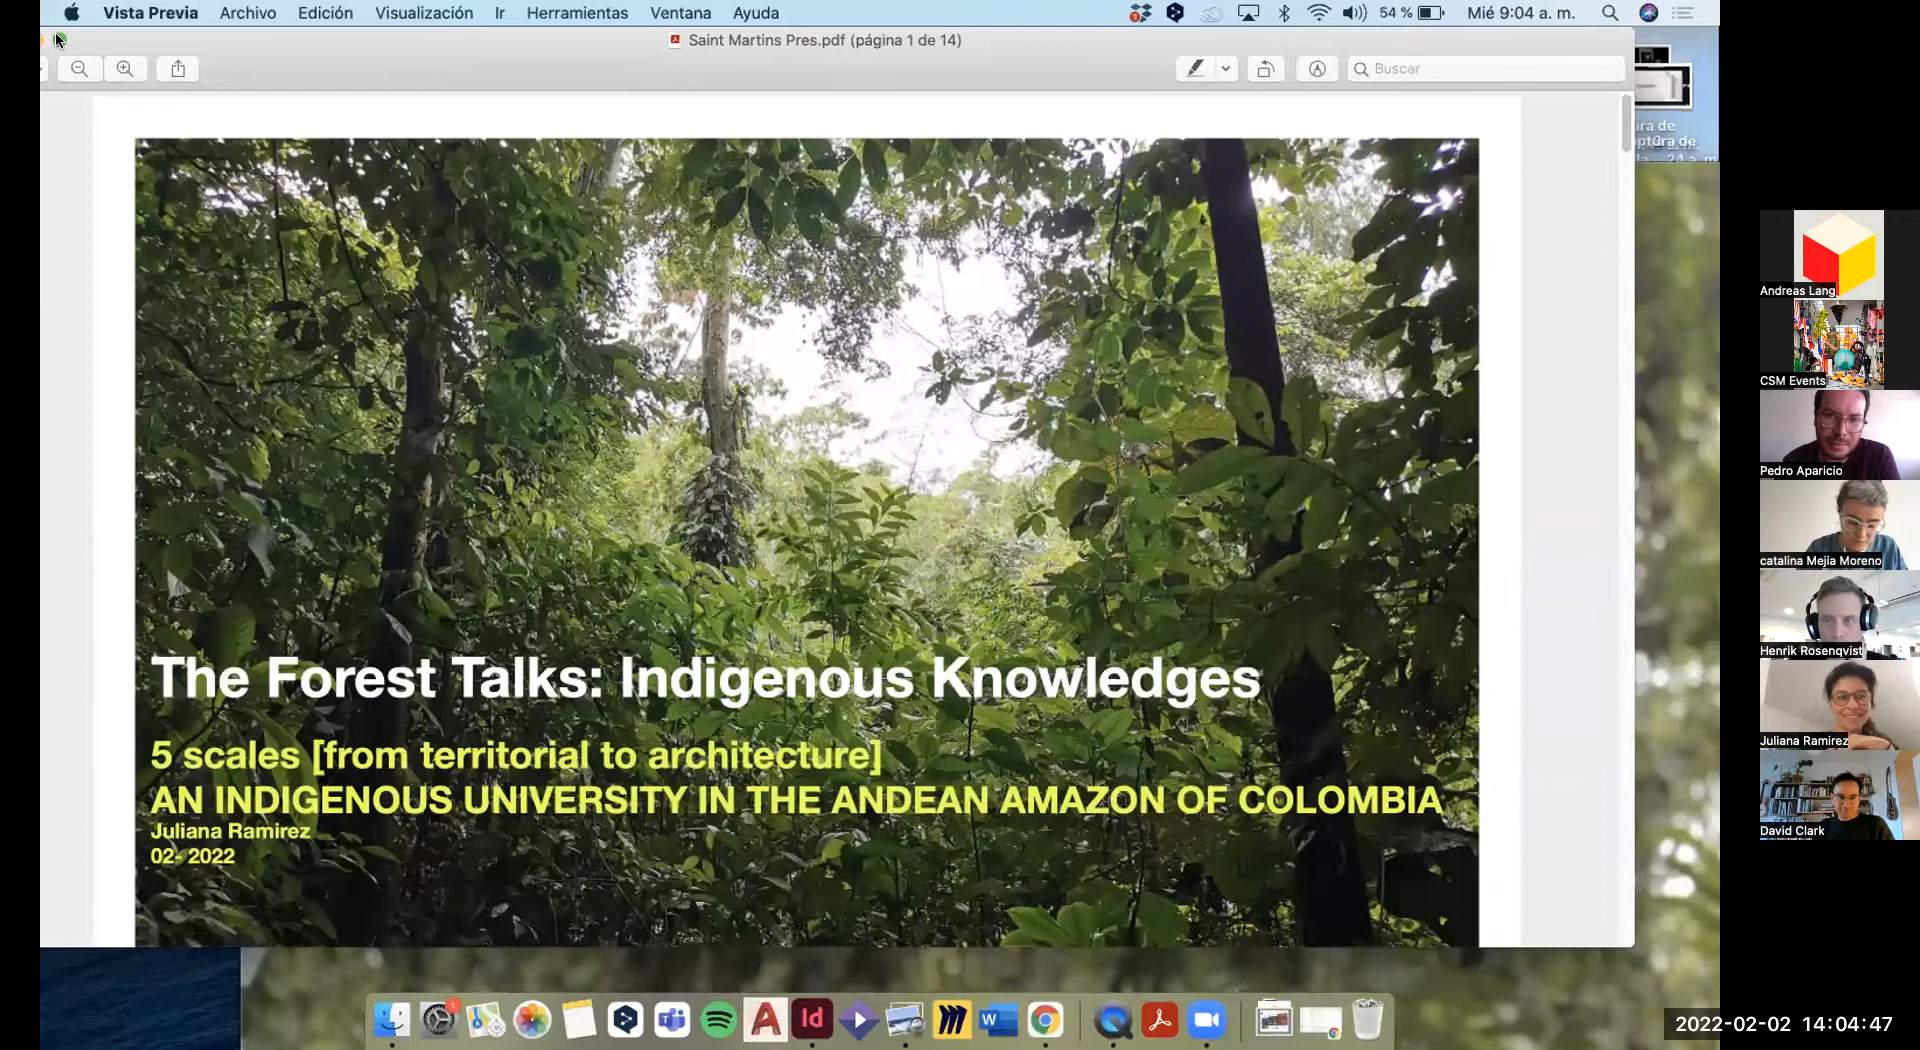 Vista Previa Archivo Edición Visualización Ir Herramientas Ventana Ayuda 54 % Mié 9:04 a. m.
Saint Martins Pres.pdf (página 1 de 14)
Buscar
The Forest Talks: Indigenous Knowledges
5 scales [from territorial to architecture]
AN INDIGENOUS UNIVERSITY IN THE ANDEAN AMAZON OF COLOMBIA
Juliana Ramirez
02- 2022
Andreas Lang
CSM Events
Pedro Aparicio
catalina Mejia Moreno
Henrik Rosenqvist
Juliana Ramirez
David Clark
1
Id
W
2022-02-02 14:04:47